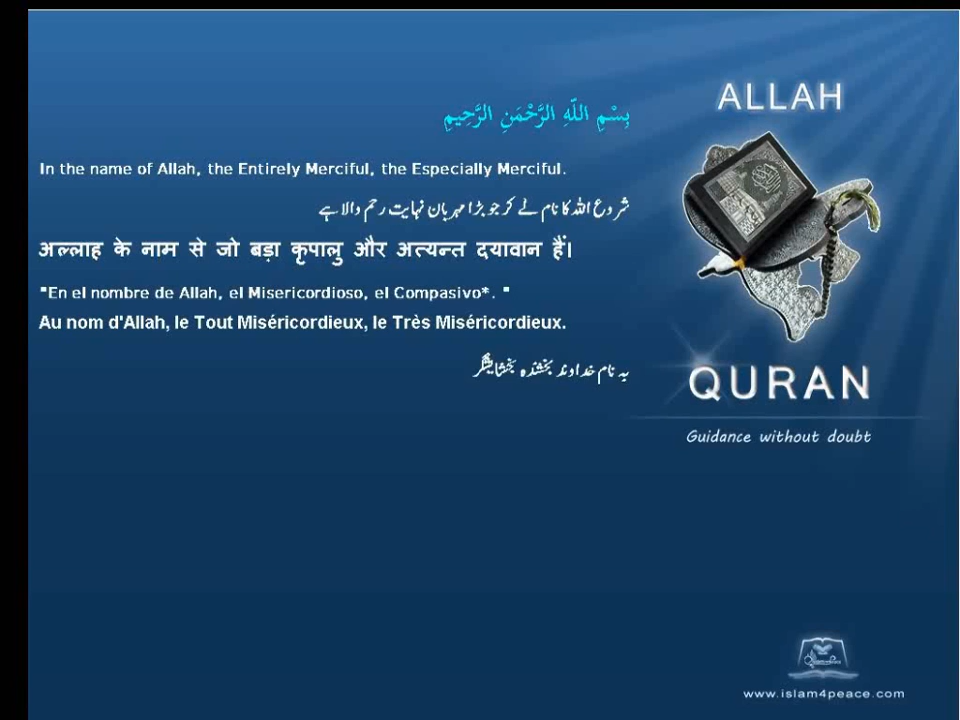 بِسْمِ اللَّهِ الرَّحْمَنِ الرَّحِيمِ
In the name of Allah, the Entirely Merciful, the Especially Merciful.
شروع اللہ کا نام لے کر جو بڑا مہربان نہایت رحم والا ہے
अल्लाह के नाम से जो बड़ा कृपालु और अत्यन्त दयावान हैं।
"En el nombre de Allah, el Misericordioso, el Compasivo*. "
Au nom d'Allah, le Tout Miséricordieux, le Très Miséricordieux.
به نام خداوند بخشنده بخشایشگر
ALLAH
QURAN
Guidance without doubt
www.islam4peace.com